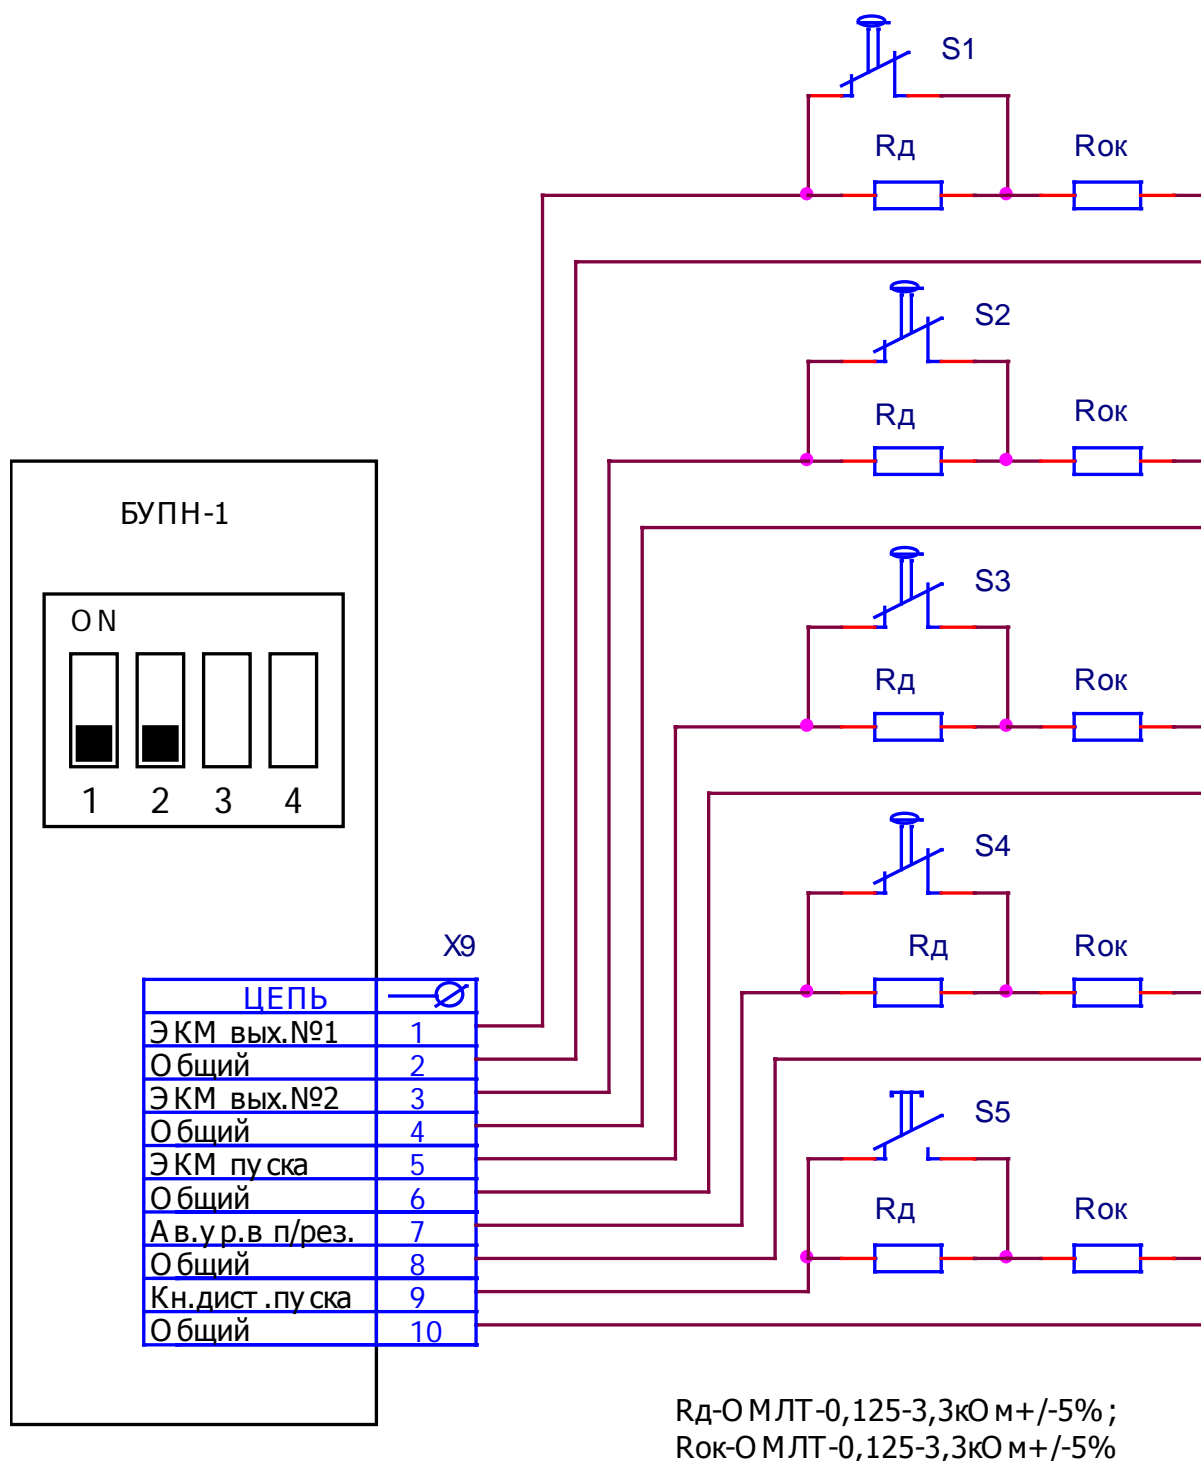 S1
Rд Rок
S2
Rд Rок
БУПН-1
S3
ON
Rд Rок
1 2 3 4
S4
X9
Rд Rок
ЦЕПЬ
ЭКМ вых.№1 1
Общий 2
ЭКМ вых.№2 3
Общий 4
S5
ЭКМ пуска 5
Общий 6
Rд Rок
Ав.ур.в п/рез. 7
Общий 8
Кн.дист.пуска 9
Общий 10
Rд-ОМЛТ-0,125-3,3кОм+/-5%;
Rок-ОМЛТ-0,125-3,3кОм+/-5%